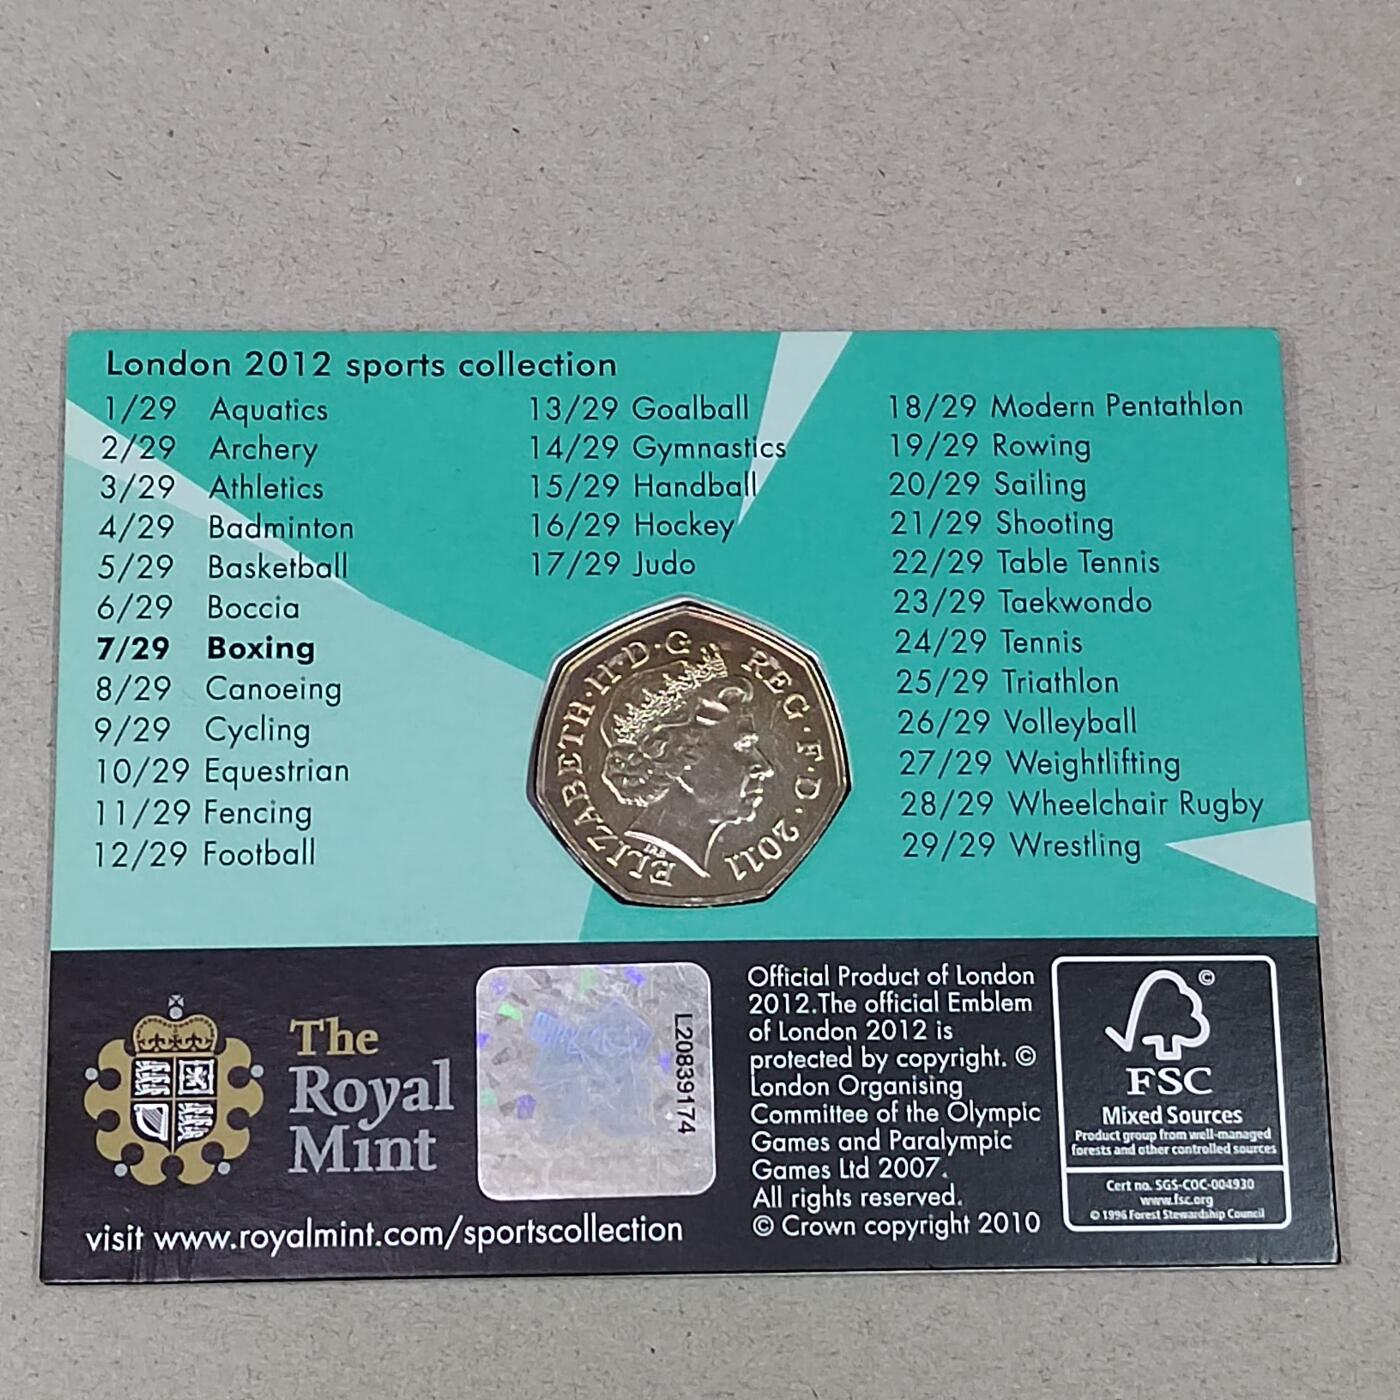 London 2012 sports collection
1/29 Aquatics
2/29 Archery
3/29 Athletics
4/29 Badminton
5/29 Basketball
6/29 Boccia
7/29 Boxing
8/29 Canoeing
9/29 Cycling
10/29 Equestrian
11/29 Fencing
12/29 Football
13/29 Goalball
14/29 Gymnastics
15/29 Handball
16/29 Hockey
17/29 Judo
18/29 Modern Pentathlon
19/29 Rowing
20/29 Sailing
21/29 Shooting
22/29 Table Tennis
23/29 Taekwondo
24/29 Tennis
25/29 Triathlon
26/29 Volleyball
27/29 Weightlifting
28/29 Wheelchair Rugby
29/29 Wrestling
ELIZABETH·II·D·G REG·F·D·2011
IRB
The
Royal
Mint
visit www.royalmint.com/sportscollection
L20839174
Official Product of London
2012.The official Emblem
of London 2012 is
protected by copyright. ©
London Organising
Committee of the Olympic
Games and Paralympic
Games Ltd 2007.
All rights reserved.
© Crown copyright 2010
©
FSC
Mixed Sources
Product group from well-managed
forests and other controlled sources
Cert no. SGS-COC-004930
www.fsc.org
© 1996 Forest Stewardship Council